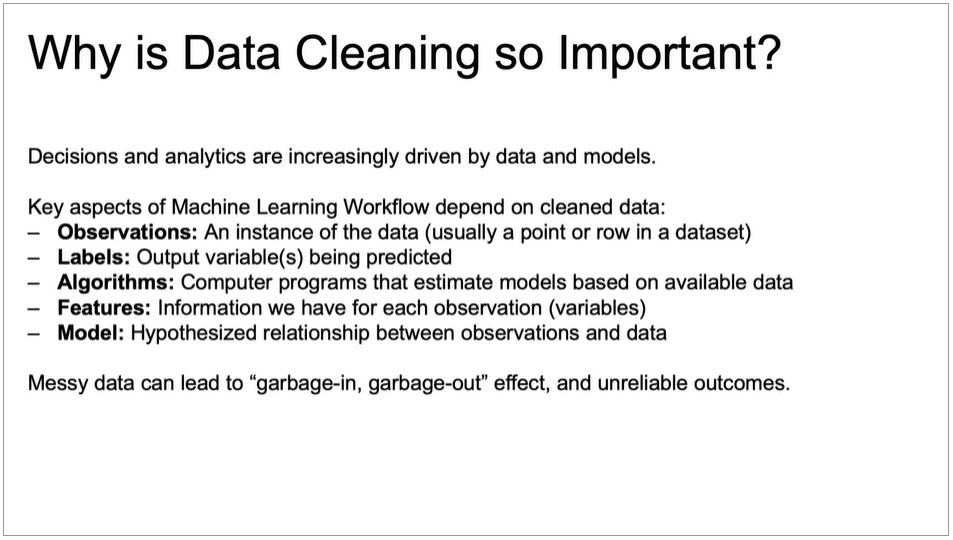 Why is Data Cleaning so Important?
Decisions and analytics are increasingly driven by data and models.
Key aspects of Machine Learning Workflow depend on cleaned data:
– Observations: An instance of the data (usually a point or row in a dataset)
– Labels: Output variable(s) being predicted
– Algorithms: Computer programs that estimate models based on available data
– Features: Information we have for each observation (variables)
– Model: Hypothesized relationship between observations and data
Messy data can lead to “garbage-in, garbage-out” effect, and unreliable outcomes.